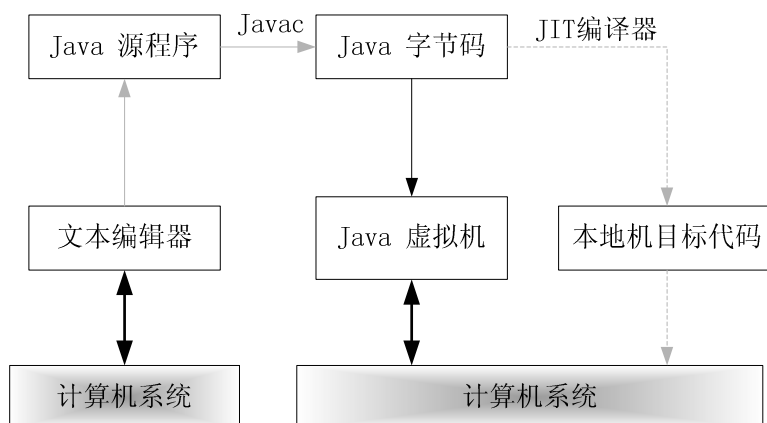 Java 源程序
Javac
Java 字节码
JIT编译器
文本编辑器
Java 虚拟机
本地机目标代码
计算机系统
计算机系统